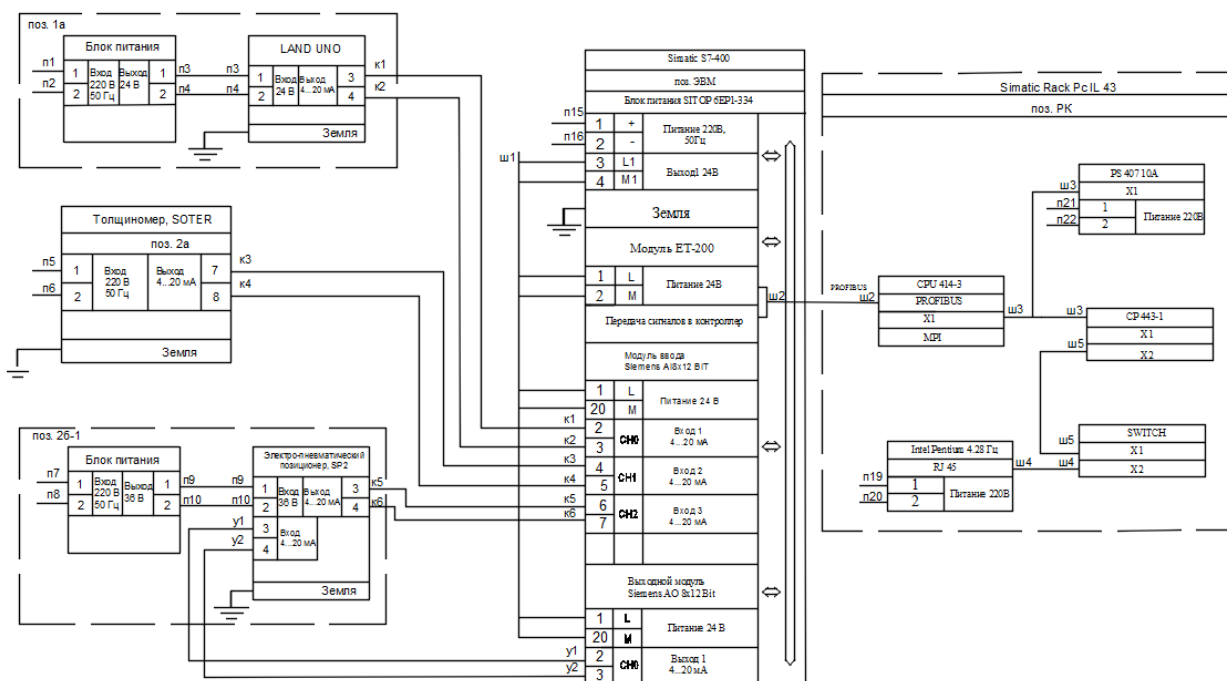 поз. 1а
Блок питания
п1
п2
1
2
Вход
220 В
50 Гц
Выход
24 В
1
2
п3
п4
п3
п4
LAND UNO
1
2
Вход
24 В
Выход
4...20 мА
3
4
Земля
к1
к2
Толщиномер, SOTER
поз. 2а
п5
п6
1
2
Вход
220 В
50 Гц
Выход
4...20 мА
7
8
Земля
к3
к4
поз. 2б-1
Блок питания
п7
п8
1
2
Вход
220 В
50 Гц
Выход
36 В
1
2
п9
п10
п9
п10
Электро-пневматический
позиционер, SP2
1
2
Вход
36 В
Выход
4...20 мА
3
4
3
4
Вход
4...20 мА
Земля
к5
к6
у1
у2
Simatic S7-400
поз. ЭВМ
Блок питания SITOP 6EP1-334
п15
п16
1
+
2
-
Питание 220В,
50Гц
ш1
3
L1
4
M1
Выход1 24В
Земля
Модуль ET-200
1
L
2
M
Питание 24В
Передача сигналов в контроллер
ш2
Модуль ввода
Siemens AI8x12 BIT
1
L
20
M
Питание 24 В
к1
к2
2
3
CH0
Вход 1
4...20 мА
к3
к4
4
5
CH1
Вход 2
4...20 мА
к5
к6
6
7
CH2
Вход 3
4...20 мА
Выходной модуль
Siemens AO 8x12 Bit
1
L
20
M
Питание 24 В
у1
у2
2
3
CH0
Выход 1
4...20 мА
Simatic Rack Pc IL 43
поз. РК
PS 407 10A
X1
ш3
п21
п22
1
2
Питание 220В
PROFIBUS
ш2
CPU 414-3
PROFIBUS
X1
MPI
ш3
ш3
CP 443-1
X1
X2
ш5
SWITCH
X1
X2
ш5
ш4
Intel Pentium 4.28 Гц
RJ 45
ш4
п19
п20
1
2
Питание 220В